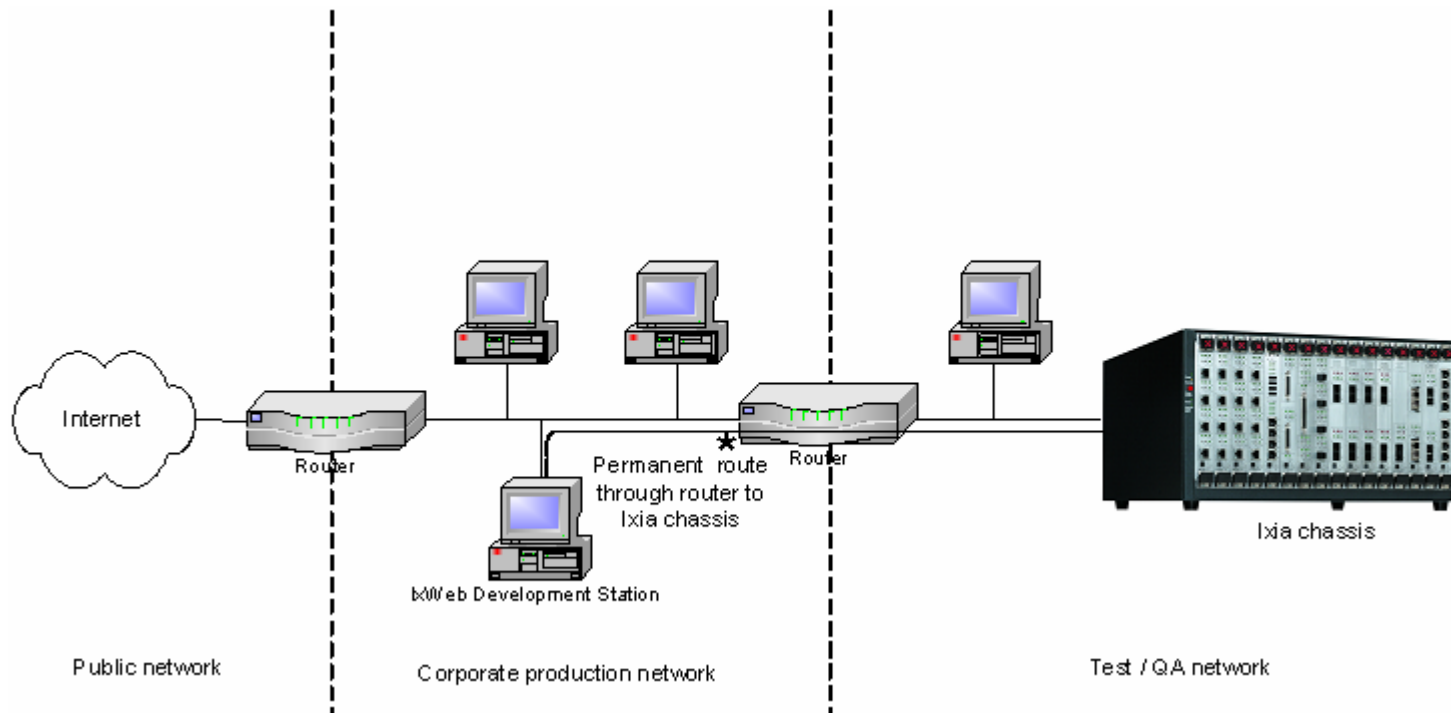 Internet
Router
Permanent route
through router to
Ixia chassis
Router
Ixia chassis
IxWeb Development Station
Public network
Corporate production network
Test / QA network